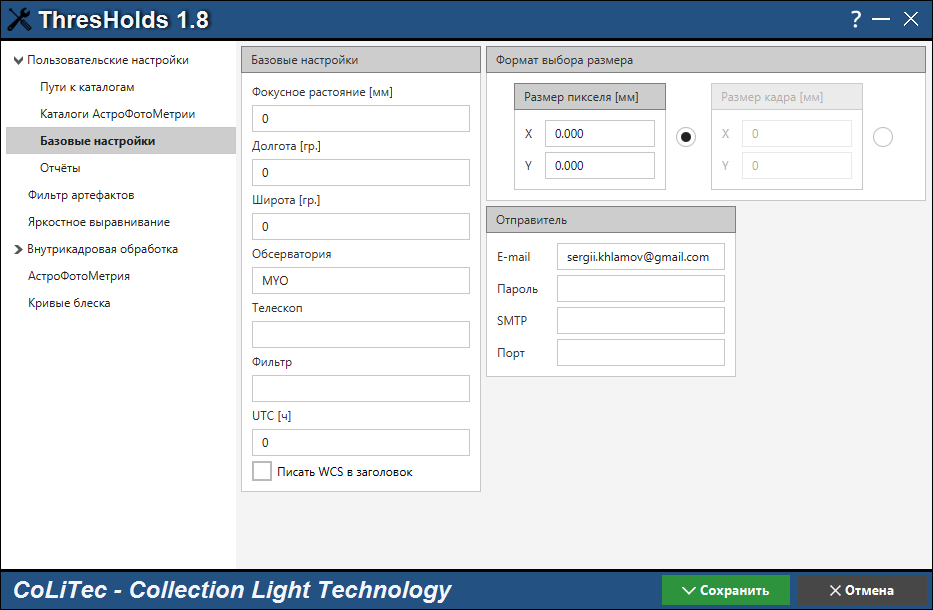 ThresHolds 1.8
?
Пользовательские настройки
Пути к каталогам
Каталоги АстроФотоМетрии
Базовые настройки
Отчёты
Фильтр артефактов
Яркостное выравнивание
Внутрикадровая обработка
АстроФотоМетрия
Кривые блеска
Базовые настройки
Фокусное растояние [мм]
0
Долгота [гр.]
0
Широта [гр.]
0
Обсерватория
MYO
Телескоп
Фильтр
UTC [ч]
0
Писать WCS в заголовок
Формат выбора размера
Размер пикселя [мм]
X 0.000
Y 0.000
Размер кадра [мм]
X 0
Y 0
Отправитель
E-mail sergii.khlamov@gmail.com
Пароль
SMTP
Порт
CoLiTec - Collection Light Technology
Сохранить
Отмена